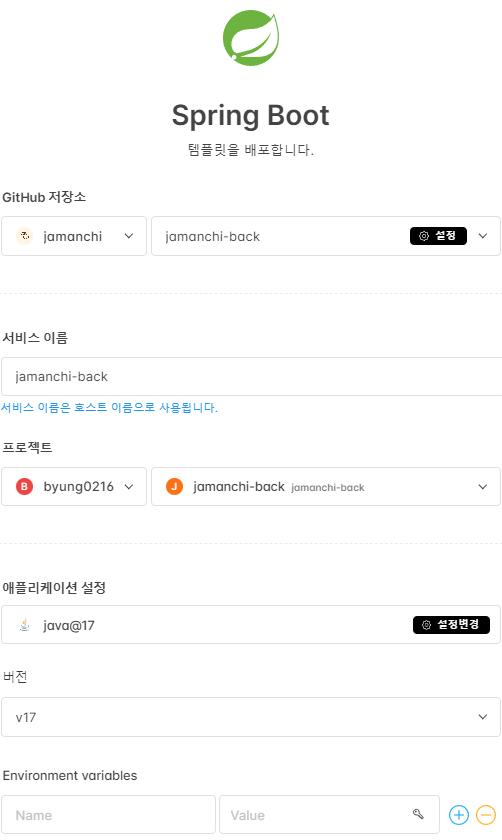 Spring Boot
템플릿을 배포합니다.
GitHub 저장소
jamanchi jamanchi-back 설정
서비스 이름
jamanchi-back
서비스 이름은 호스트 이름으로 사용됩니다.
프로젝트
B byung0216 J jamanchi-back jamanchi-back
애플리케이션 설정
java@17 설정변경
버전
v17
Environment variables
Name Value